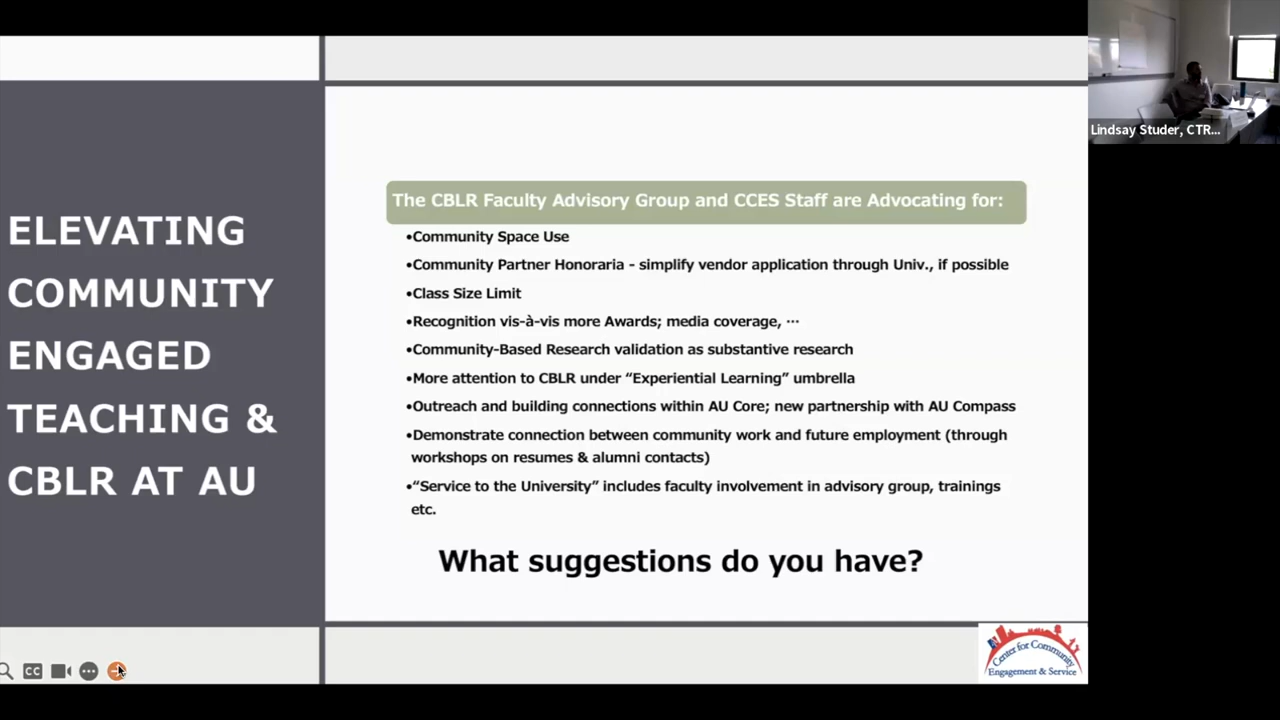 ELEVATING
COMMUNITY
ENGAGED
TEACHING &
CBLR AT AU
The CBLR Faculty Advisory Group and CCES Staff are Advocating for:
•Community Space Use
•Community Partner Honoraria - simplify vendor application through Univ., if possible
•Class Size Limit
•Recognition vis-à-vis more Awards; media coverage, ···
•Community-Based Research validation as substantive research
•More attention to CBLR under “Experiential Learning” umbrella
•Outreach and building connections within AU Core; new partnership with AU Compass
•Demonstrate connection between community work and future employment (through
workshops on resumes & alumni contacts)
•“Service to the University” includes faculty involvement in advisory group, trainings
etc.
What suggestions do you have?
Center for Community
Engagement & Service
CC
Lindsay Studer, CTR...